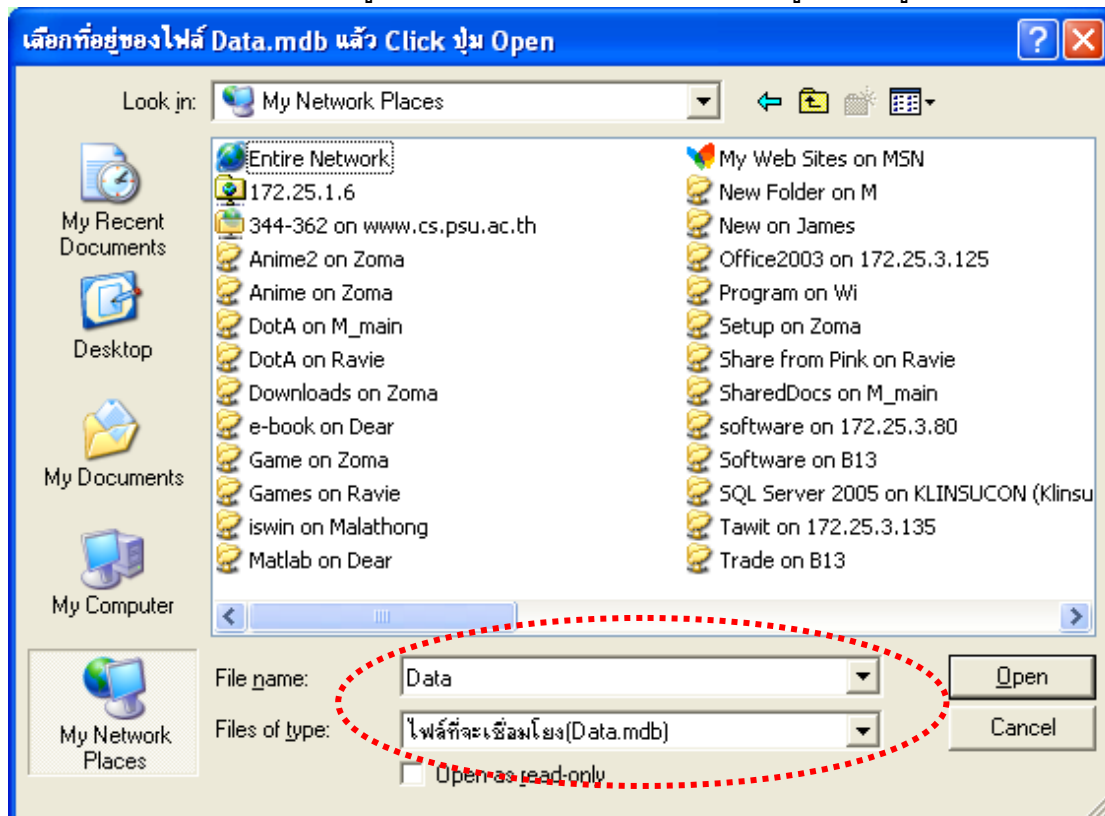 เลือกที่อยู่ของไฟล์ Data.mdb แล้ว Click ปุ่ม Open
Look in: My Network Places
My Recent Documents
Desktop
My Documents
My Computer
My Network Places
Entire Network
172.25.1.6
344-362 on www.cs.psu.ac.th
Anime2 on Zoma
Anime on Zoma
DotA on M_main
DotA on Ravie
Downloads on Zoma
e-book on Dear
Game on Zoma
Games on Ravie
iswin on Malathong
Matlab on Dear
My Web Sites on MSN
New Folder on M
New on James
Office2003 on 172.25.3.125
Program on Wi
Setup on Zoma
Share from Pink on Ravie
SharedDocs on M_main
software on 172.25.3.80
Software on B13
SQL Server 2005 on KLINSUCON (Klinsu
Tawit on 172.25.3.135
Trade on B13
File name: Data
Open
Files of type: ไฟล์ที่จะเชื่อมโยง(Data.mdb)
Cancel
Open as read-only